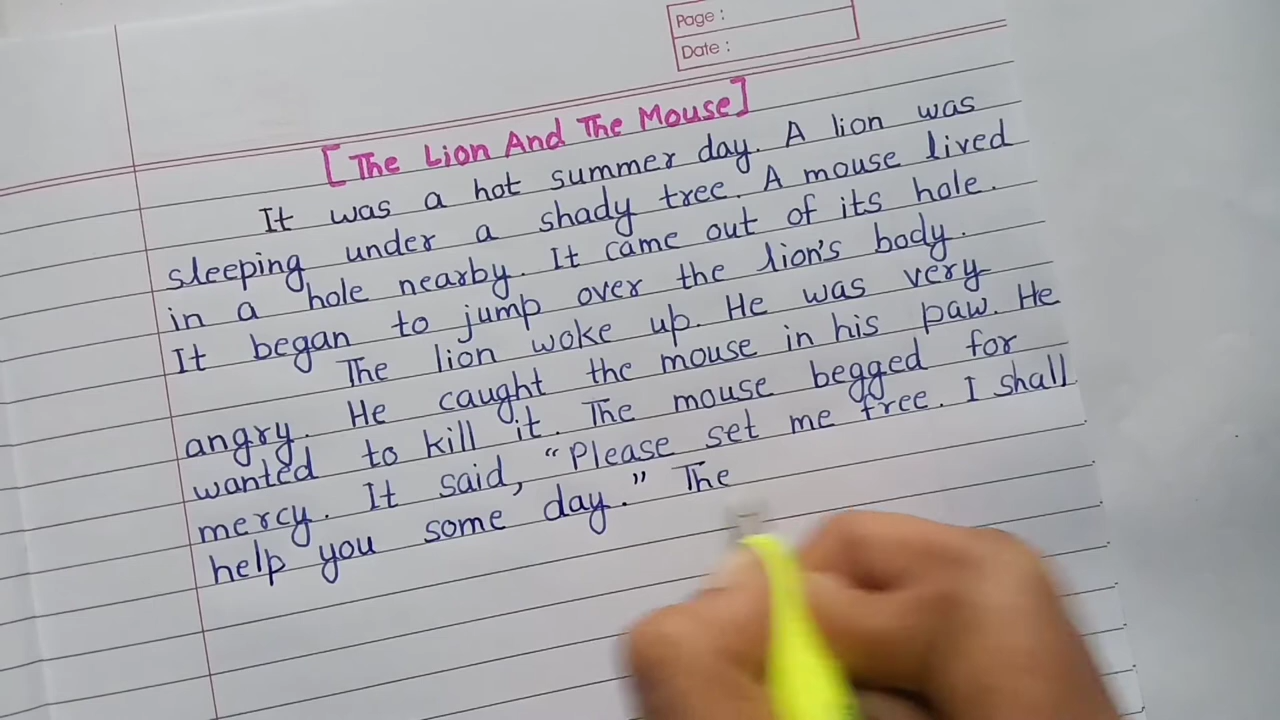 Page :
Date :
[The Lion And The Mouse]
It was a hot summer day. A lion was
sleeping under a shady tree. A mouse lived
in a hole nearby. It came out of its hole.
It began to jump over the lion's body.
The lion woke up. He was very
angry. He caught the mouse in his paw. He
wanted to kill it. The mouse begged for
mercy. It said, “Please set me free. I shall
help you some day.” The